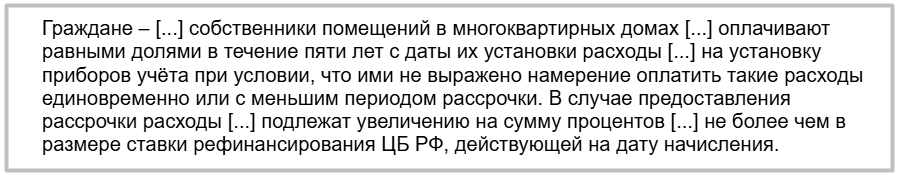 Граждане – [...] собственники помещений в многоквартирных домах [...] оплачивают
равными долями в течение пяти лет с даты их установки расходы [...] на установку
приборов учёта при условии, что ими не выражено намерение оплатить такие расходы
единовременно или с меньшим периодом рассрочки. В случае предоставления
рассрочки расходы [...] подлежат увеличению на сумму процентов [...] не более чем в
размере ставки рефинансирования ЦБ РФ, действующей на дату начисления.